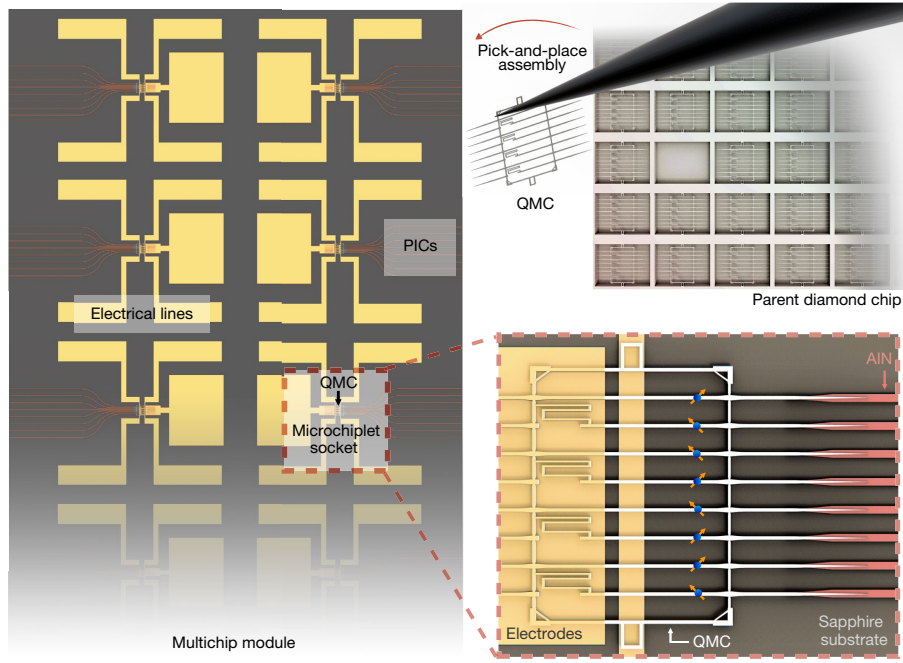 Pick-and-place
assembly
QMC
Parent diamond chip
PICs
Electrical lines
QMC
Microchiplet
socket
Multichip module
AlN
Electrodes
QMC
Sapphire
substrate